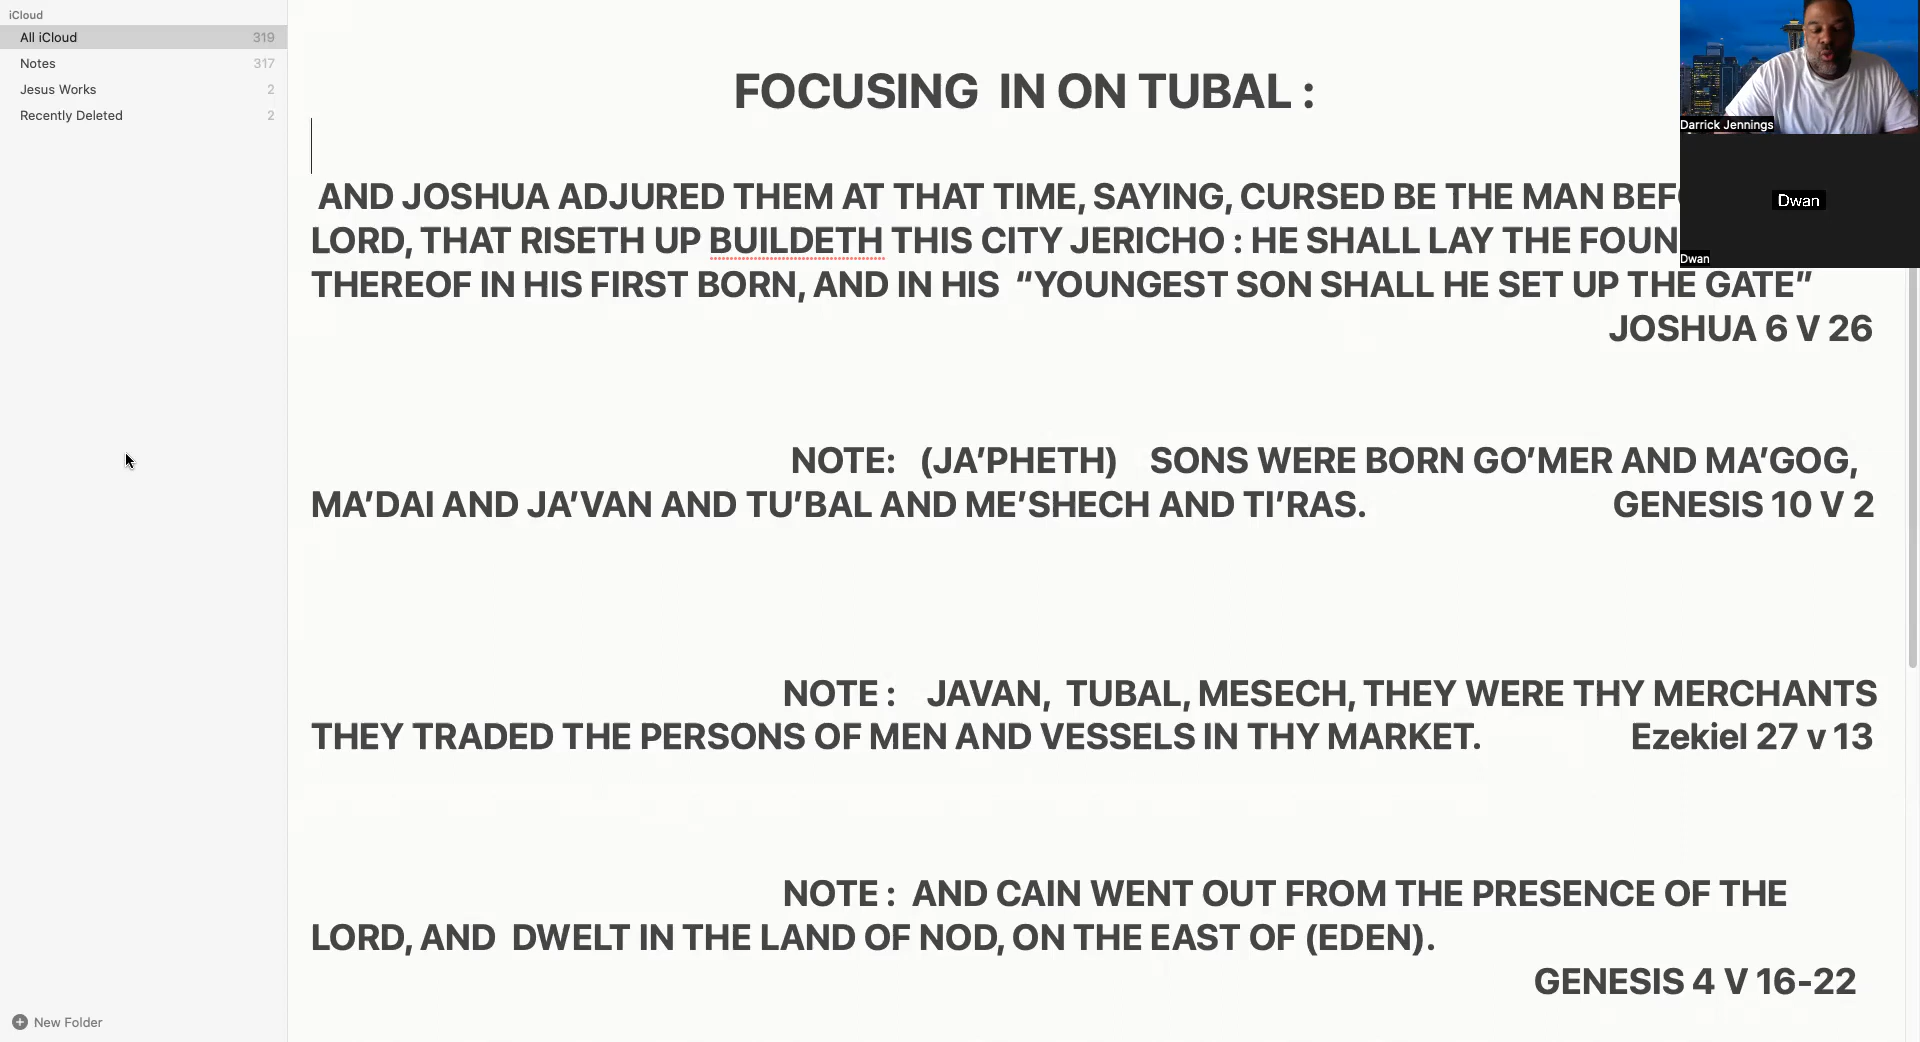 iCloud
All iCloud 319
Notes 317
Jesus Works 2
Recently Deleted 2
New Folder
FOCUSING IN ON TUBAL :
AND JOSHUA ADJURED THEM AT THAT TIME, SAYING, CURSED BE THE MAN
LORD, THAT RISETH UP BUILDETH THIS CITY JERICHO : HE SHALL LAY THE
THEREOF IN HIS FIRST BORN, AND IN HIS “YOUNGEST SON SHALL HE SET UP THE GATE”
JOSHUA 6 V 26
NOTE: (JA’PHETH) SONS WERE BORN GO’MER AND MA’GOG,
MA’DAI AND JA’VAN AND TU’BAL AND ME’SHECH AND TI’RAS. GENESIS 10 V 2
NOTE : JAVAN, TUBAL, MESECH, THEY WERE THY MERCHANTS
THEY TRADED THE PERSONS OF MEN AND VESSELS IN THY MARKET. Ezekiel 27 v 13
NOTE : AND CAIN WENT OUT FROM THE PRESENCE OF THE
LORD, AND DWELT IN THE LAND OF NOD, ON THE EAST OF (EDEN).
GENESIS 4 V 16-22
Darrick Jennings
Dwan
Dwan